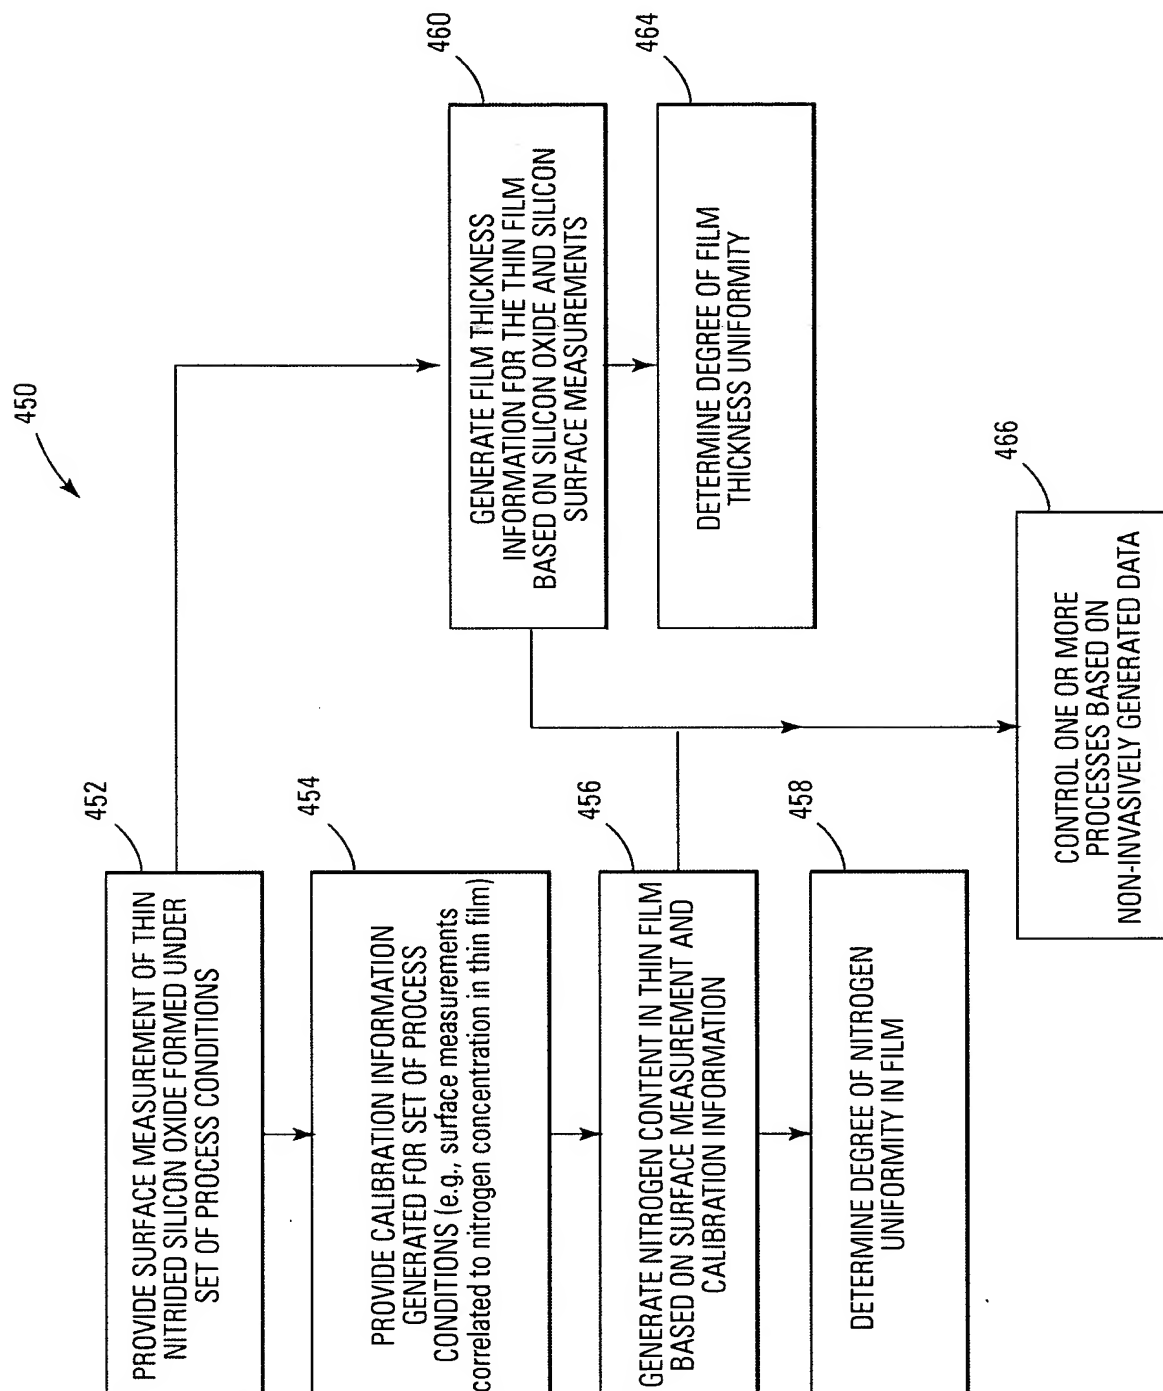 450
452
PROVIDE SURFACE MEASUREMENT OF THIN
NITRIDED SILICON OXIDE FORMED UNDER
SET OF PROCESS CONDITIONS
454
PROVIDE CALIBRATION INFORMATION
GENERATED FOR SET OF PROCESS
CONDITIONS (e.g., surface measurements
correlated to nitrogen concentration in thin film)
456
GENERATE NITROGEN CONTENT IN THIN FILM
BASED ON SURFACE MEASUREMENT AND
CALIBRATION INFORMATION
458
DETERMINE DEGREE OF NITROGEN
UNIFORMITY IN FILM
460
GENERATE FILM THICKNESS
INFORMATION FOR THE THIN FILM
BASED ON SILICON OXIDE AND SILICON
SURFACE MEASUREMENTS
464
DETERMINE DEGREE OF FILM
THICKNESS UNIFORMITY
466
CONTROL ONE OR MORE
PROCESSES BASED ON
NON-INVASIVELY GENERATED DATA